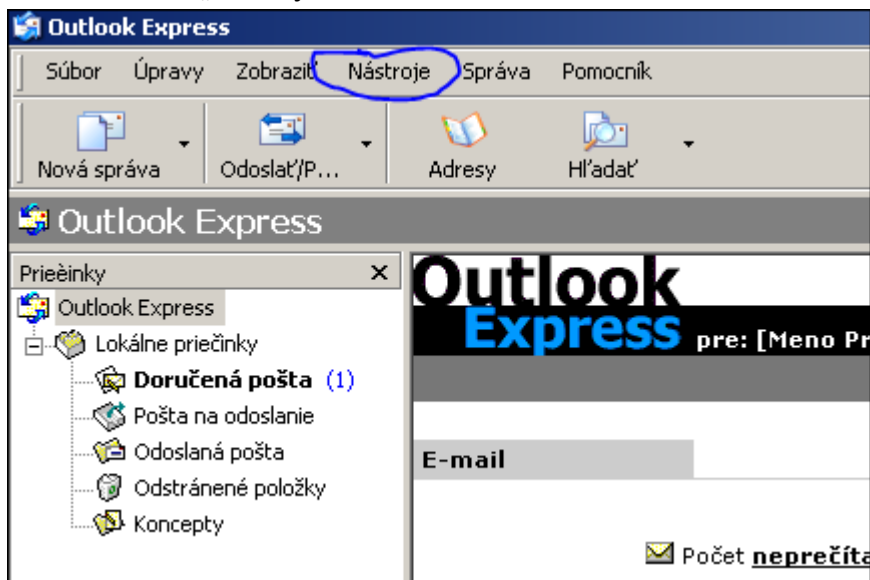 Outlook Express
Súbor Úpravy Zobraziť Nástroje Správa Pomocník
Nová správa Odoslať/P... Adresy Hľadať
Outlook Express
Prieèinky x
Outlook Express
Lokálne priečinky
Doručená pošta (1)
Pošta na odoslanie
Odoslaná pošta
Odstránené položky
Koncepty
Outlook
Express pre: [Meno Pr
E-mail
Počet neprečíta